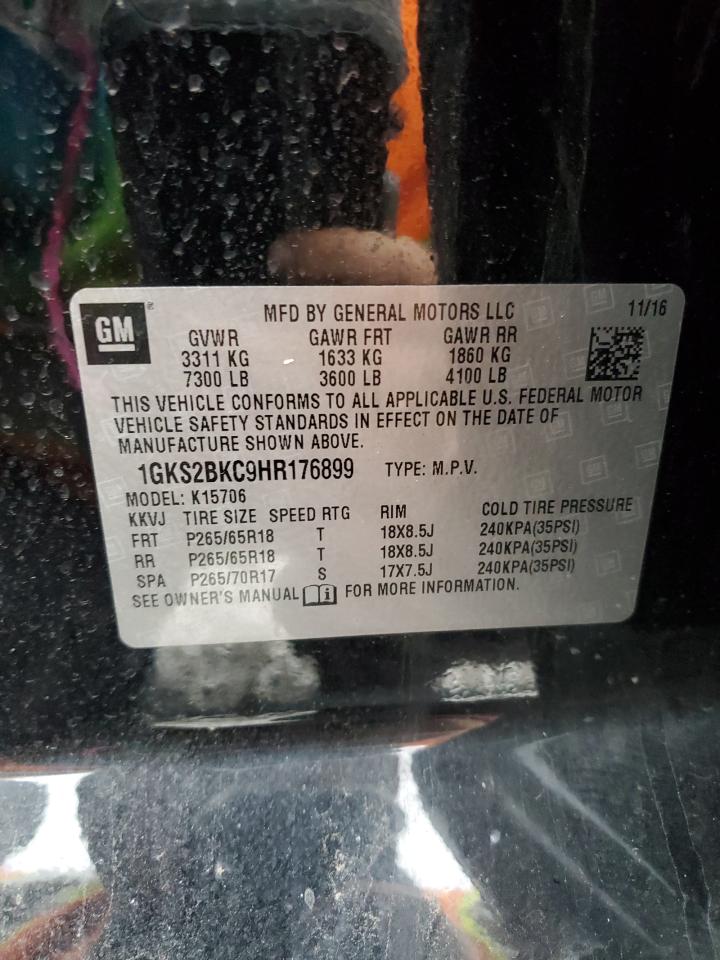 GM ®
MFD BY GENERAL MOTORS LLC 11/16
GVWR GAWR FRT GAWR RR
3311 KG 1633 KG 1860 KG
7300 LB 3600 LB 4100 LB
THIS VEHICLE CONFORMS TO ALL APPLICABLE U.S. FEDERAL MOTOR
VEHICLE SAFETY STANDARDS IN EFFECT ON THE DATE OF
MANUFACTURE SHOWN ABOVE.
1GKS2BKC9HR176899 TYPE: M.P.V.
MODEL: K15706
KKVJ TIRE SIZE SPEED RTG RIM COLD TIRE PRESSURE
FRT P265/65R18 T 18X8.5J 240KPA(35PSI)
RR P265/65R18 T 18X8.5J 240KPA(35PSI)
SPA P265/70R17 S 17X7.5J 240KPA(35PSI)
SEE OWNER'S MANUAL i FOR MORE INFORMATION.